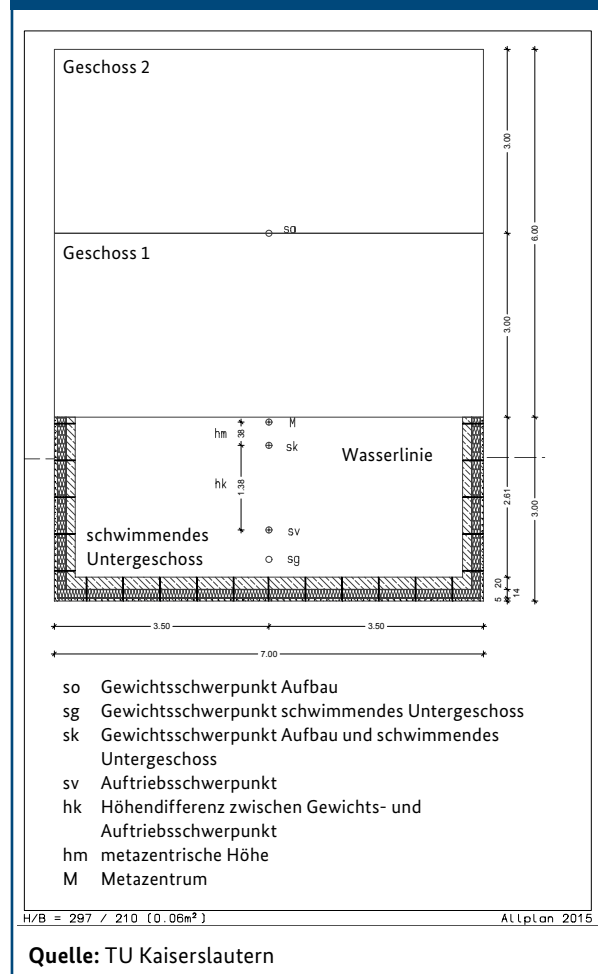 Geschoss 2
3.00
6.00
so
Geschoss 1
3.00
M
hm
38
sk
Wasserlinie
hk
1.38
2.61
3.00
sv
schwimmendes
Untergeschoss
sg
20
5
14
3.50
3.50
7.00
so Gewichtsschwerpunkt Aufbau
sg Gewichtsschwerpunkt schwimmendes Untergeschoss
sk Gewichtsschwerpunkt Aufbau und schwimmendes
Untergeschoss
sv Auftriebsschwerpunkt
hk Höhendifferenz zwischen Gewichts- und
Auftriebsschwerpunkt
hm metazentrische Höhe
M Metazentrum
H/B = 297 / 210 (0.06m²)
Allplan 2015
Quelle: TU Kaiserslautern